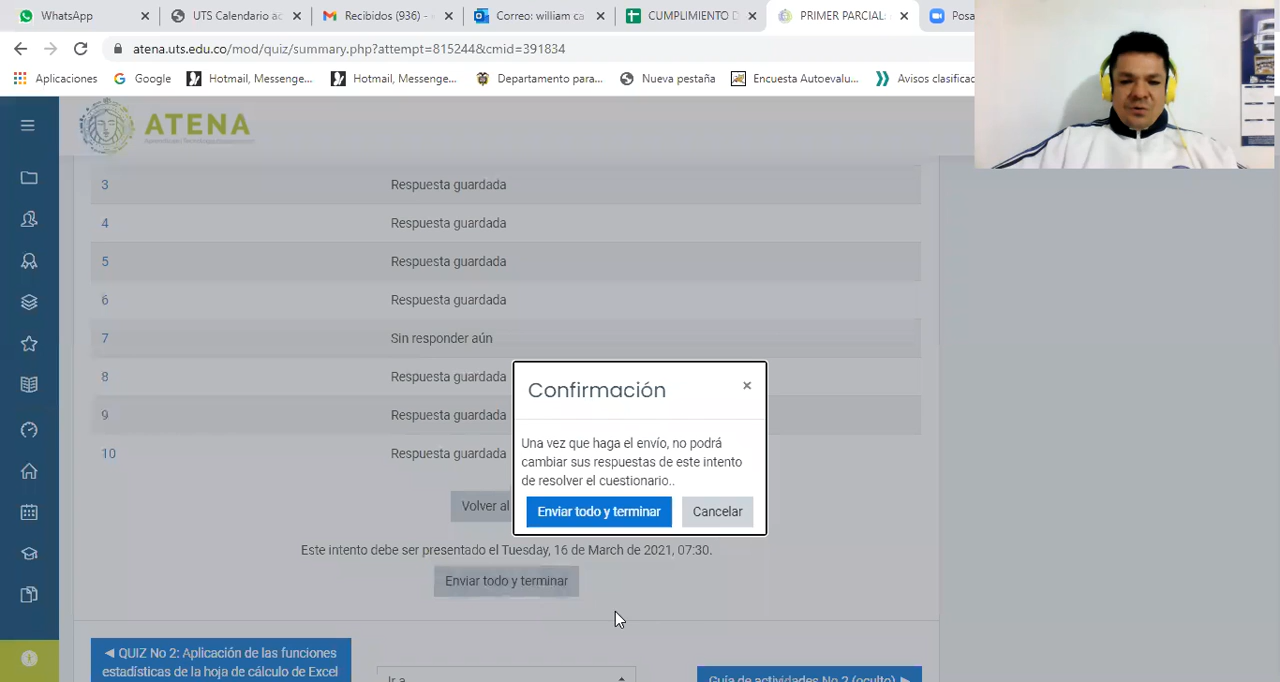 WhatsApp
UTS Calendario ac
Recibidos (936) -
Correo: william ca
CUMPLIMIENTO D
PRIMER PARCIAL:
Posa
atena.uts.edu.co/mod/quiz/summary.php?attempt=815244&cmid=391834
Aplicaciones
Google
Hotmail, Messenge...
Hotmail, Messenge...
Departamento para...
Nueva pestaña
Encuesta Autoevalu...
Avisos clasificad
ATENA
3 Respuesta guardada
4 Respuesta guardada
5 Respuesta guardada
6 Respuesta guardada
7 Sin responder aún
8 Respuesta guardada
9 Respuesta guardada
10 Respuesta guardada
Confirmación
×
Una vez que haga el envío, no podrá
cambiar sus respuestas de este intento
de resolver el cuestionario..
Enviar todo y terminar
Cancelar
Volver al
Este intento debe ser presentado el Tuesday, 16 de March de 2021, 07:30.
Enviar todo y terminar
◄ QUIZ No 2: Aplicación de las funciones
estadísticas de la hoja de cálculo de Excel
Ir a...
Guía de actividades No 2 (oculto) ►